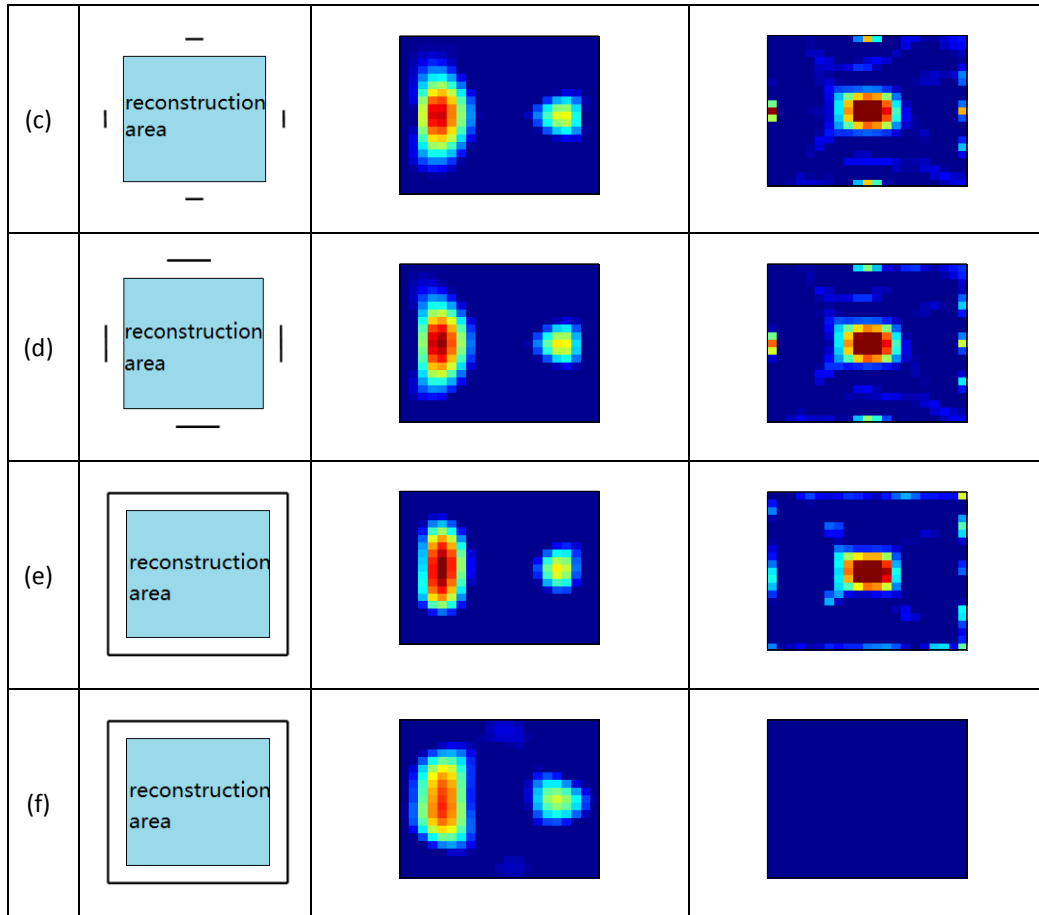 (c)
reconstruction
area
(d)
reconstruction
area
(e)
reconstruction
area
(f)
reconstruction
area